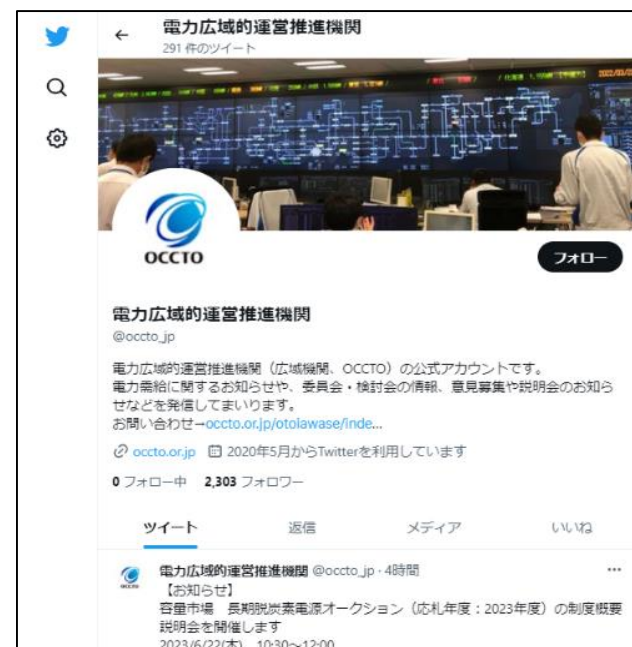 電力広域的運営推進機関
291 件のツイート
OCCTO
フォロー
電力広域的運営推進機関
@occto_jp
電力広域的運営推進機関（広域機関、OCCTO）の公式アカウントです。
電力需給に関するお知らせや、委員会・検討会の情報、意見募集や説明会のお知ら
せなどを発信してまいります。
お問い合わせ→occto.or.jp/otoiawase/inde...
occto.or.jp 2020年5月からTwitterを利用しています
0 フォロー中 2,303 フォロワー
ツイート 返信 メディア いいね
電力広域的運営推進機関 @occto_jp・4時間
【お知らせ】
容量市場　長期脱炭素電源オークション（応札年度：2023年度）の制度概要
説明会を開催します
2023/6/22(木)　10:30～12:00